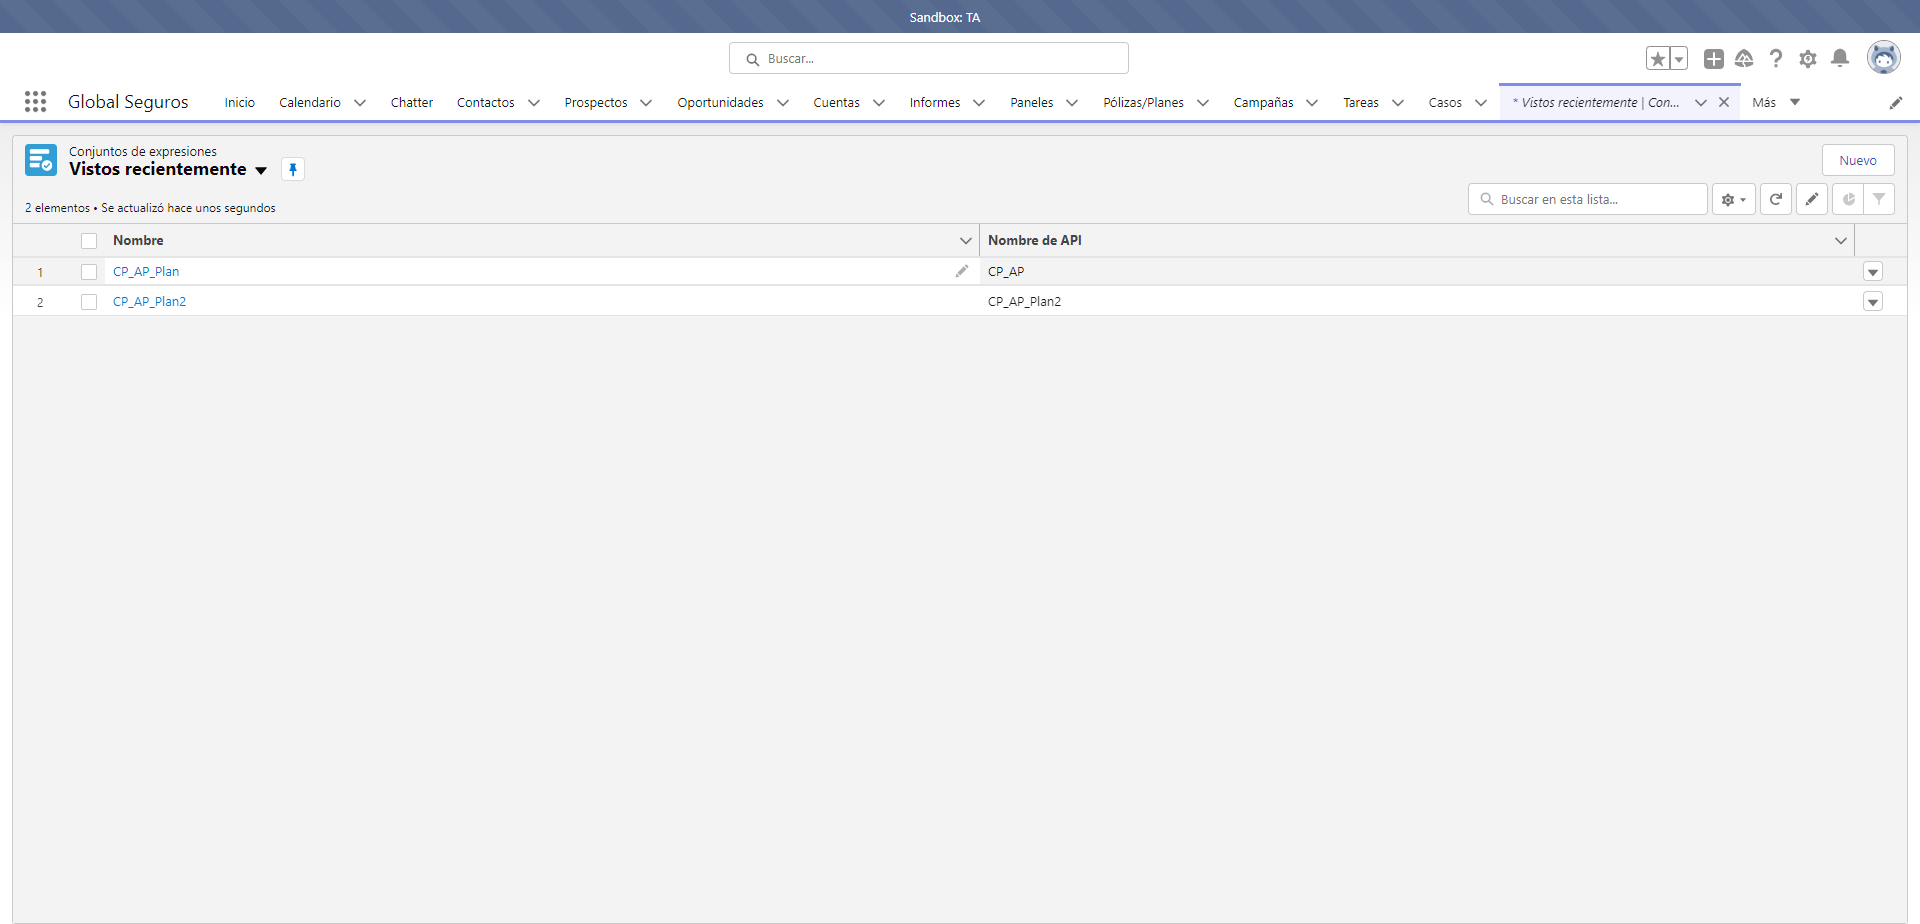 Sandbox: TA
Buscar...
Global Seguros Inicio Calendario Chatter Contactos Prospectos Oportunidades Cuentas Informes Paneles Pólizas/Planes Campañas Tareas Casos * Vistos recientemente | Con... Más
Conjuntos de expresiones
Vistos recientemente
Nuevo
2 elementos • Se actualizó hace unos segundos
Buscar en esta lista...
Nombre Nombre de API
1 CP_AP_Plan CP_AP
2 CP_AP_Plan2 CP_AP_Plan2